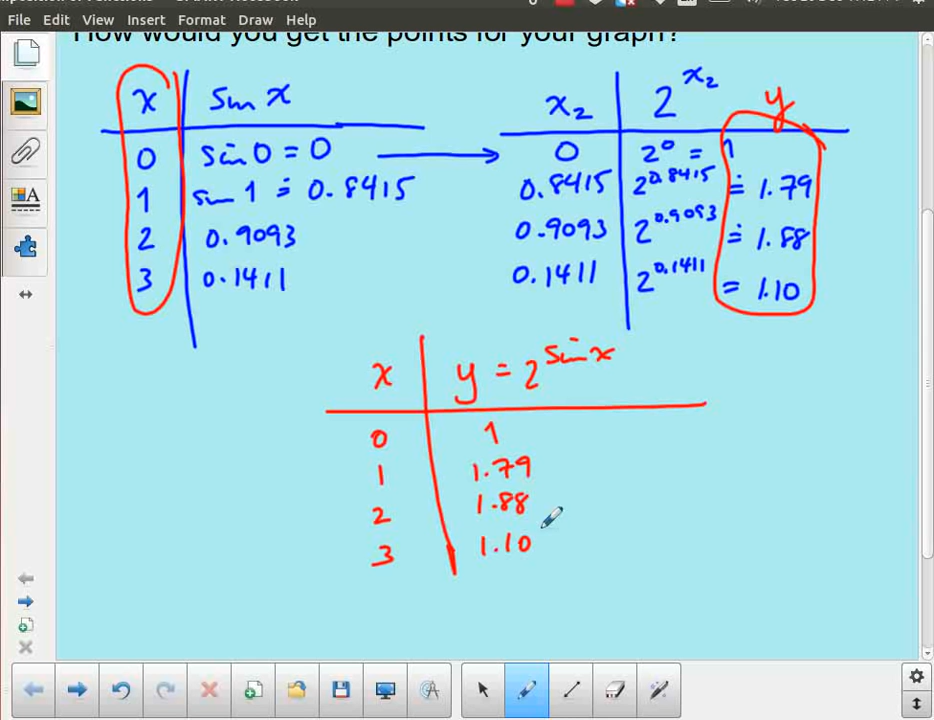 File Edit View Insert Format Draw Help
How would you get the points for your graph?
x sin x x₂ 2^x₂ y
0 sin 0 = 0 0 2⁰ = 1
1 sin 1 ≐ 0.8415 0.8415 2^0.8415 ≐ 1.79
2 0.9093 0.9093 2^0.9093 ≐ 1.88
3 0.1411 0.1411 2^0.1411 = 1.10
x y = 2^sin x
0 1
1 1.79
2 1.88
3 1.10